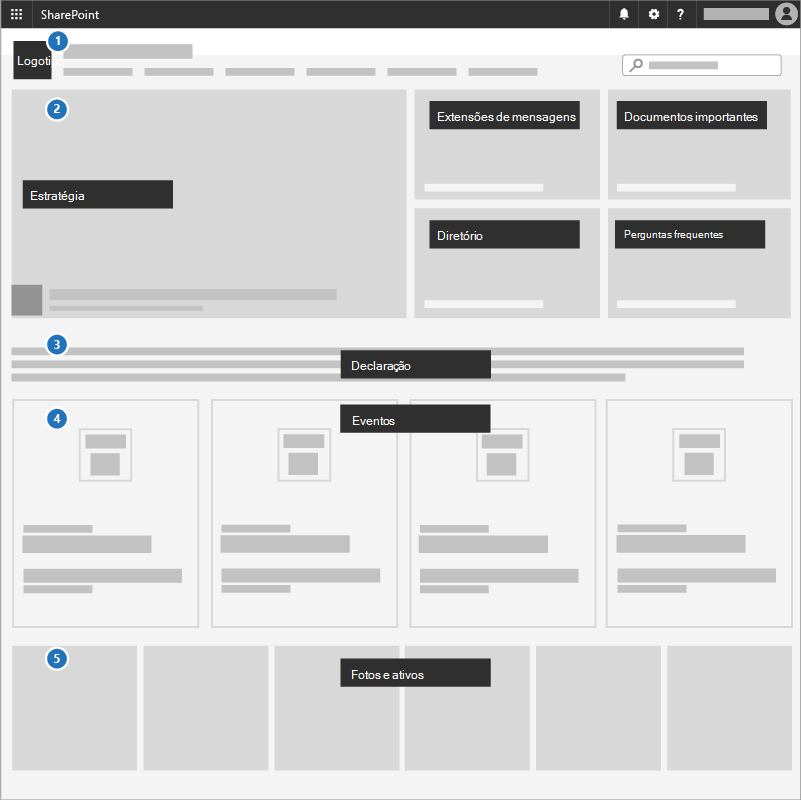 SharePoint
?
1
Logoti
2
Extensões de mensagens
Documentos importantes
Estratégia
Diretório
Perguntas frequentes
3
Declaração
4
Eventos
5
Fotos e ativos